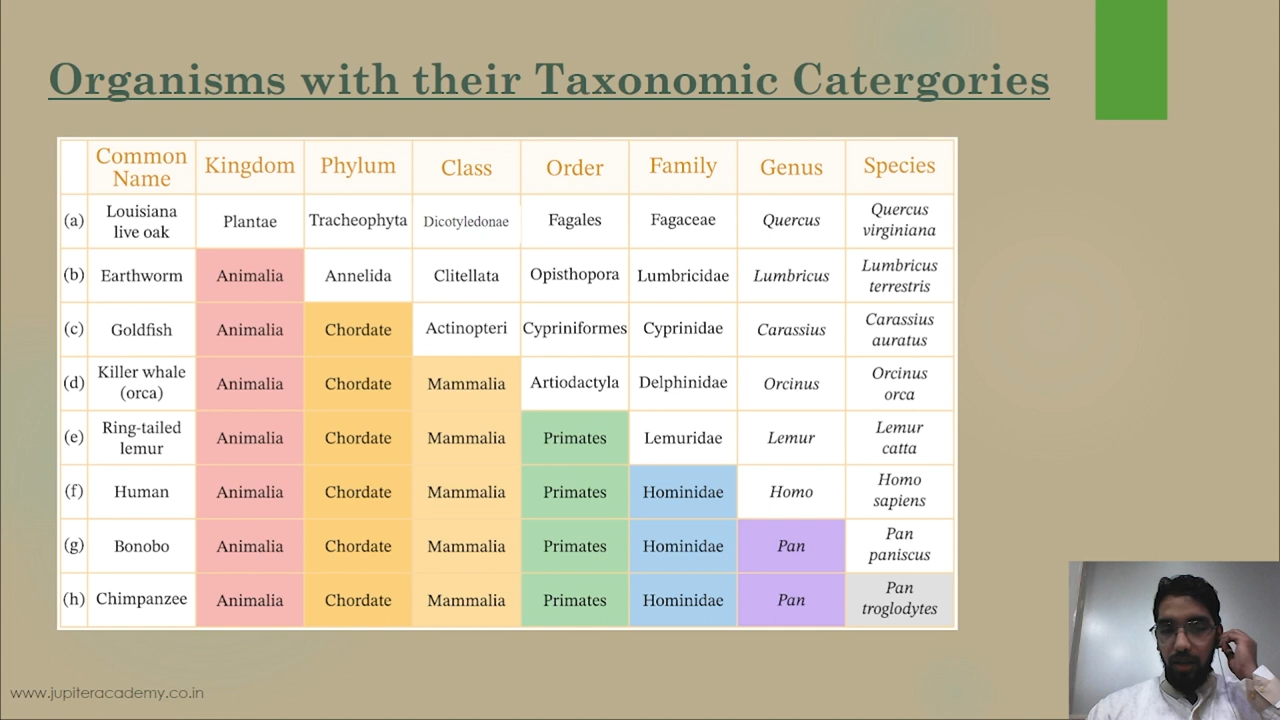 Organisms with their Taxonomic Catergories
Common Name Kingdom Phylum Class Order Family Genus Species
(a) Louisiana live oak Plantae Tracheophyta Dicotyledonae Fagales Fagaceae Quercus Quercus virginiana
(b) Earthworm Animalia Annelida Clitellata Opisthopora Lumbricidae Lumbricus Lumbricus terrestris
(c) Goldfish Animalia Chordate Actinopteri Cypriniformes Cyprinidae Carassius Carassius auratus
(d) Killer whale (orca) Animalia Chordate Mammalia Artiodactyla Delphinidae Orcinus Orcinus orca
(e) Ring-tailed lemur Animalia Chordate Mammalia Primates Lemuridae Lemur Lemur catta
(f) Human Animalia Chordate Mammalia Primates Hominidae Homo Homo sapiens
(g) Bonobo Animalia Chordate Mammalia Primates Hominidae Pan Pan paniscus
(h) Chimpanzee Animalia Chordate Mammalia Primates Hominidae Pan Pan troglodytes
www.jupiteracademy.co.in